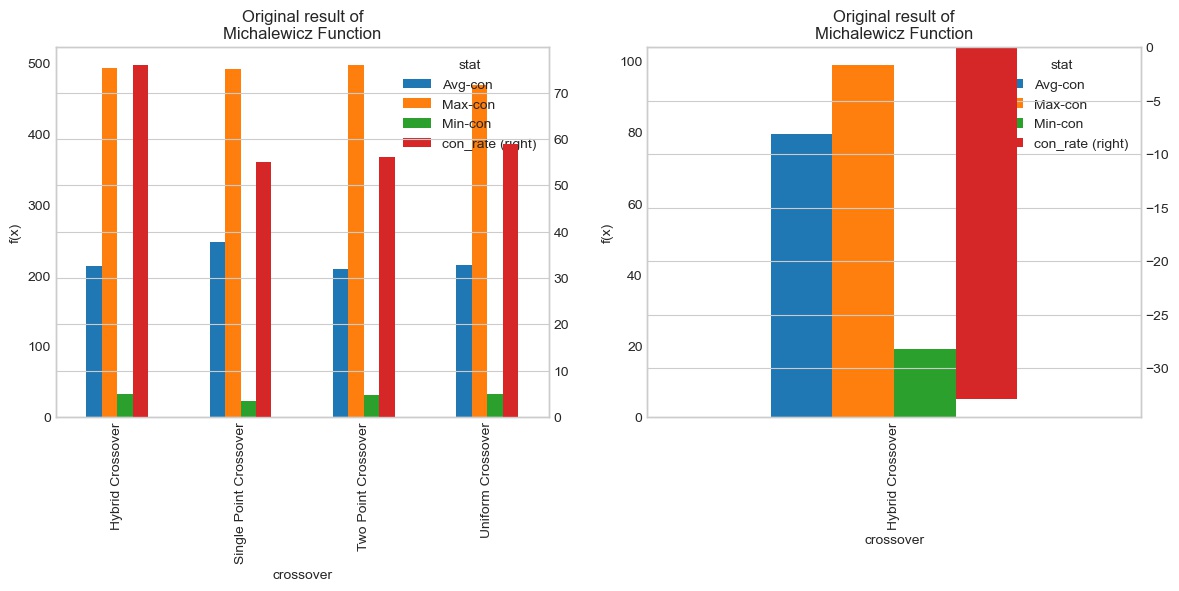 Original result of
Michalewicz Function
f(x)
500
400
300
200
100
0
70
60
50
40
30
20
10
0
stat
Avg-con
Max-con
Min-con
con_rate (right)
Hybrid Crossover
Single Point Crossover
Two Point Crossover
Uniform Crossover
crossover
Original result of
Michalewicz Function
f(x)
100
80
60
40
20
0
0
−5
−10
−15
−20
−25
−30
stat
Avg-con
Max-con
Min-con
con_rate (right)
Hybrid Crossover
crossover